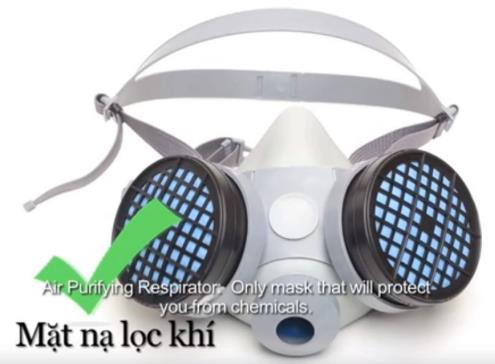 Air Purifying Respirator: Only mask that will protect
you from chemicals.
Mặt nạ lọc khí